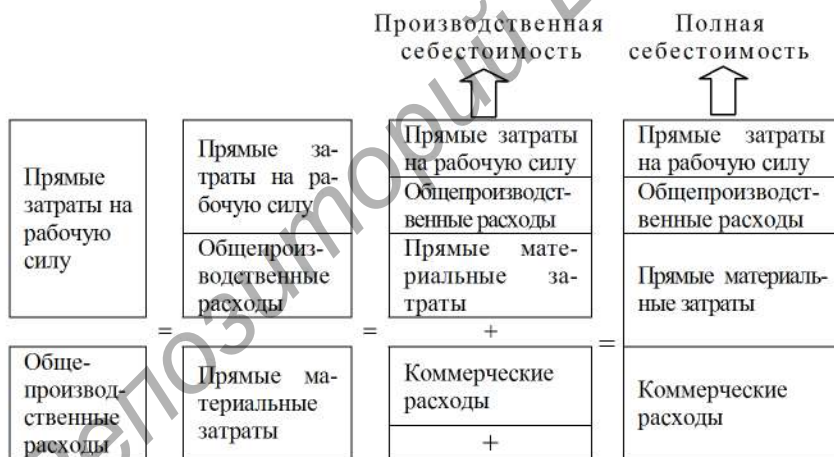 Производственная
себестоимость
Полная
себестоимость
Прямые
затраты на
рабочую
силу
=
Обще-
производ-
ственные
расходы
Прямые за-
траты на ра-
бочую силу
Общепроиз-
водственные
расходы
=
Прямые ма-
териальные
затраты
Прямые затраты
на рабочую силу
Общепроизводст-
венные расходы
Прямые мате-
риальные за-
траты
+
Коммерческие
расходы
+
=
Прямые затраты
на рабочую силу
Общепроизводст-
венные расходы
Прямые материаль-
ные затраты
Коммерческие
расходы